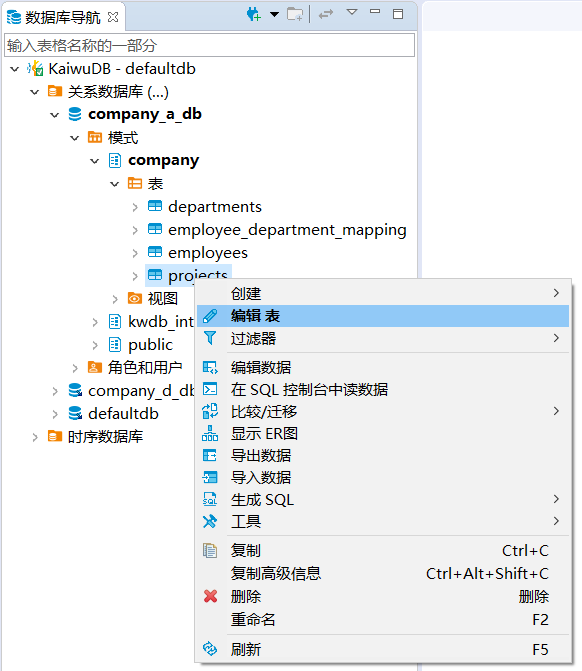 数据库导航
输入表格名称的一部分
KaiwuDB - defaultdb
关系数据库 (...)
company_a_db
模式
company
表
departments
employee_department_mapping
employees
projects
视图
kwdb_int
public
角色和用户
company_d_db
defaultdb
时序数据库
创建
编辑 表
过滤器
编辑数据
在 SQL 控制台中读数据
比较/迁移
显示 ER图
导出数据
导入数据
生成 SQL
工具
复制 Ctrl+C
复制高级信息 Ctrl+Alt+Shift+C
删除 删除
重命名 F2
刷新 F5